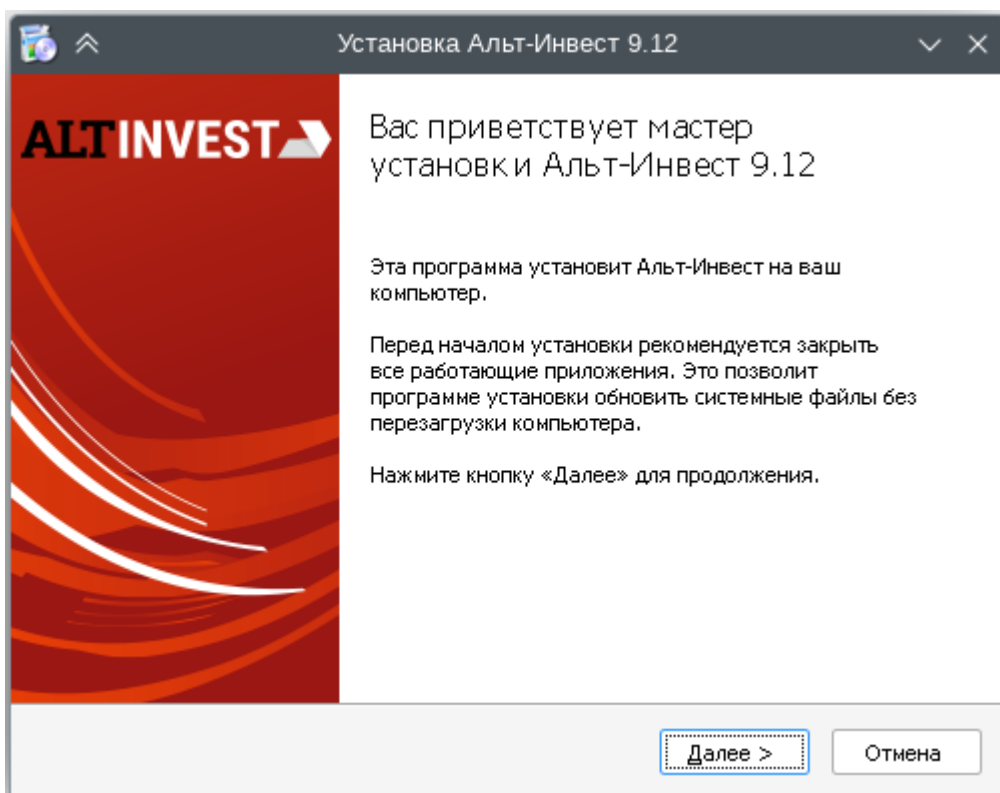 Установка Альт-Инвест 9.12
ALTINVEST
Вас приветствует мастер
установки Альт-Инвест 9.12
Эта программа установит Альт-Инвест на ваш
компьютер.
Перед началом установки рекомендуется закрыть
все работающие приложения. Это позволит
программе установки обновить системные файлы без
перезагрузки компьютера.
Нажмите кнопку «Далее» для продолжения.
Далее >
Отмена